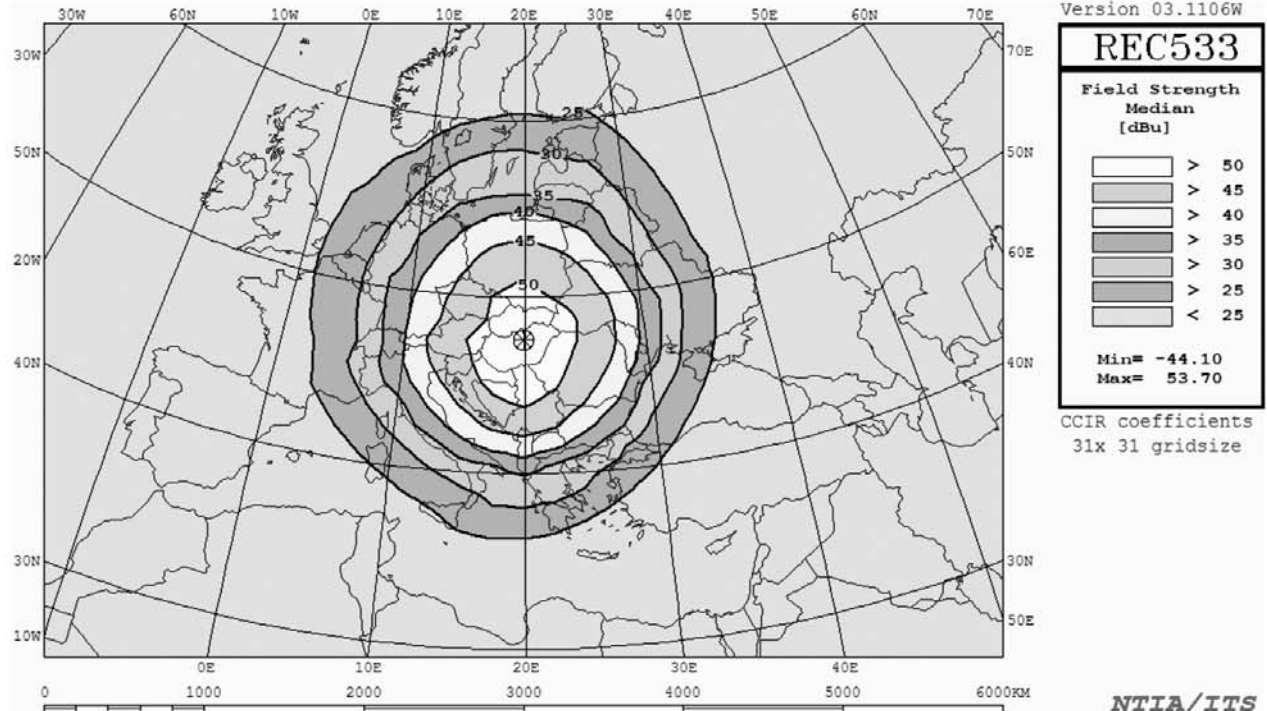 30W 60N 10W 0E 10E 20E 30E 60N 70E
Version 03.1106W
30W
70E
REC533
Field Strength
Median
[dBu]
25
50N
50N
30
> 50
> 45
35
40
> 40
45
> 35
20W
60E
> 30
50
> 25
< 25
40N
40N
Min= -44.10
Max= 53.70
CCIR coefficients
31x 31 gridsize
30N
30N
50E
10W
0E 10E 20E 30E 40E
0 1000 2000 3000 4000 5000 6000KM
NTIA/ITS